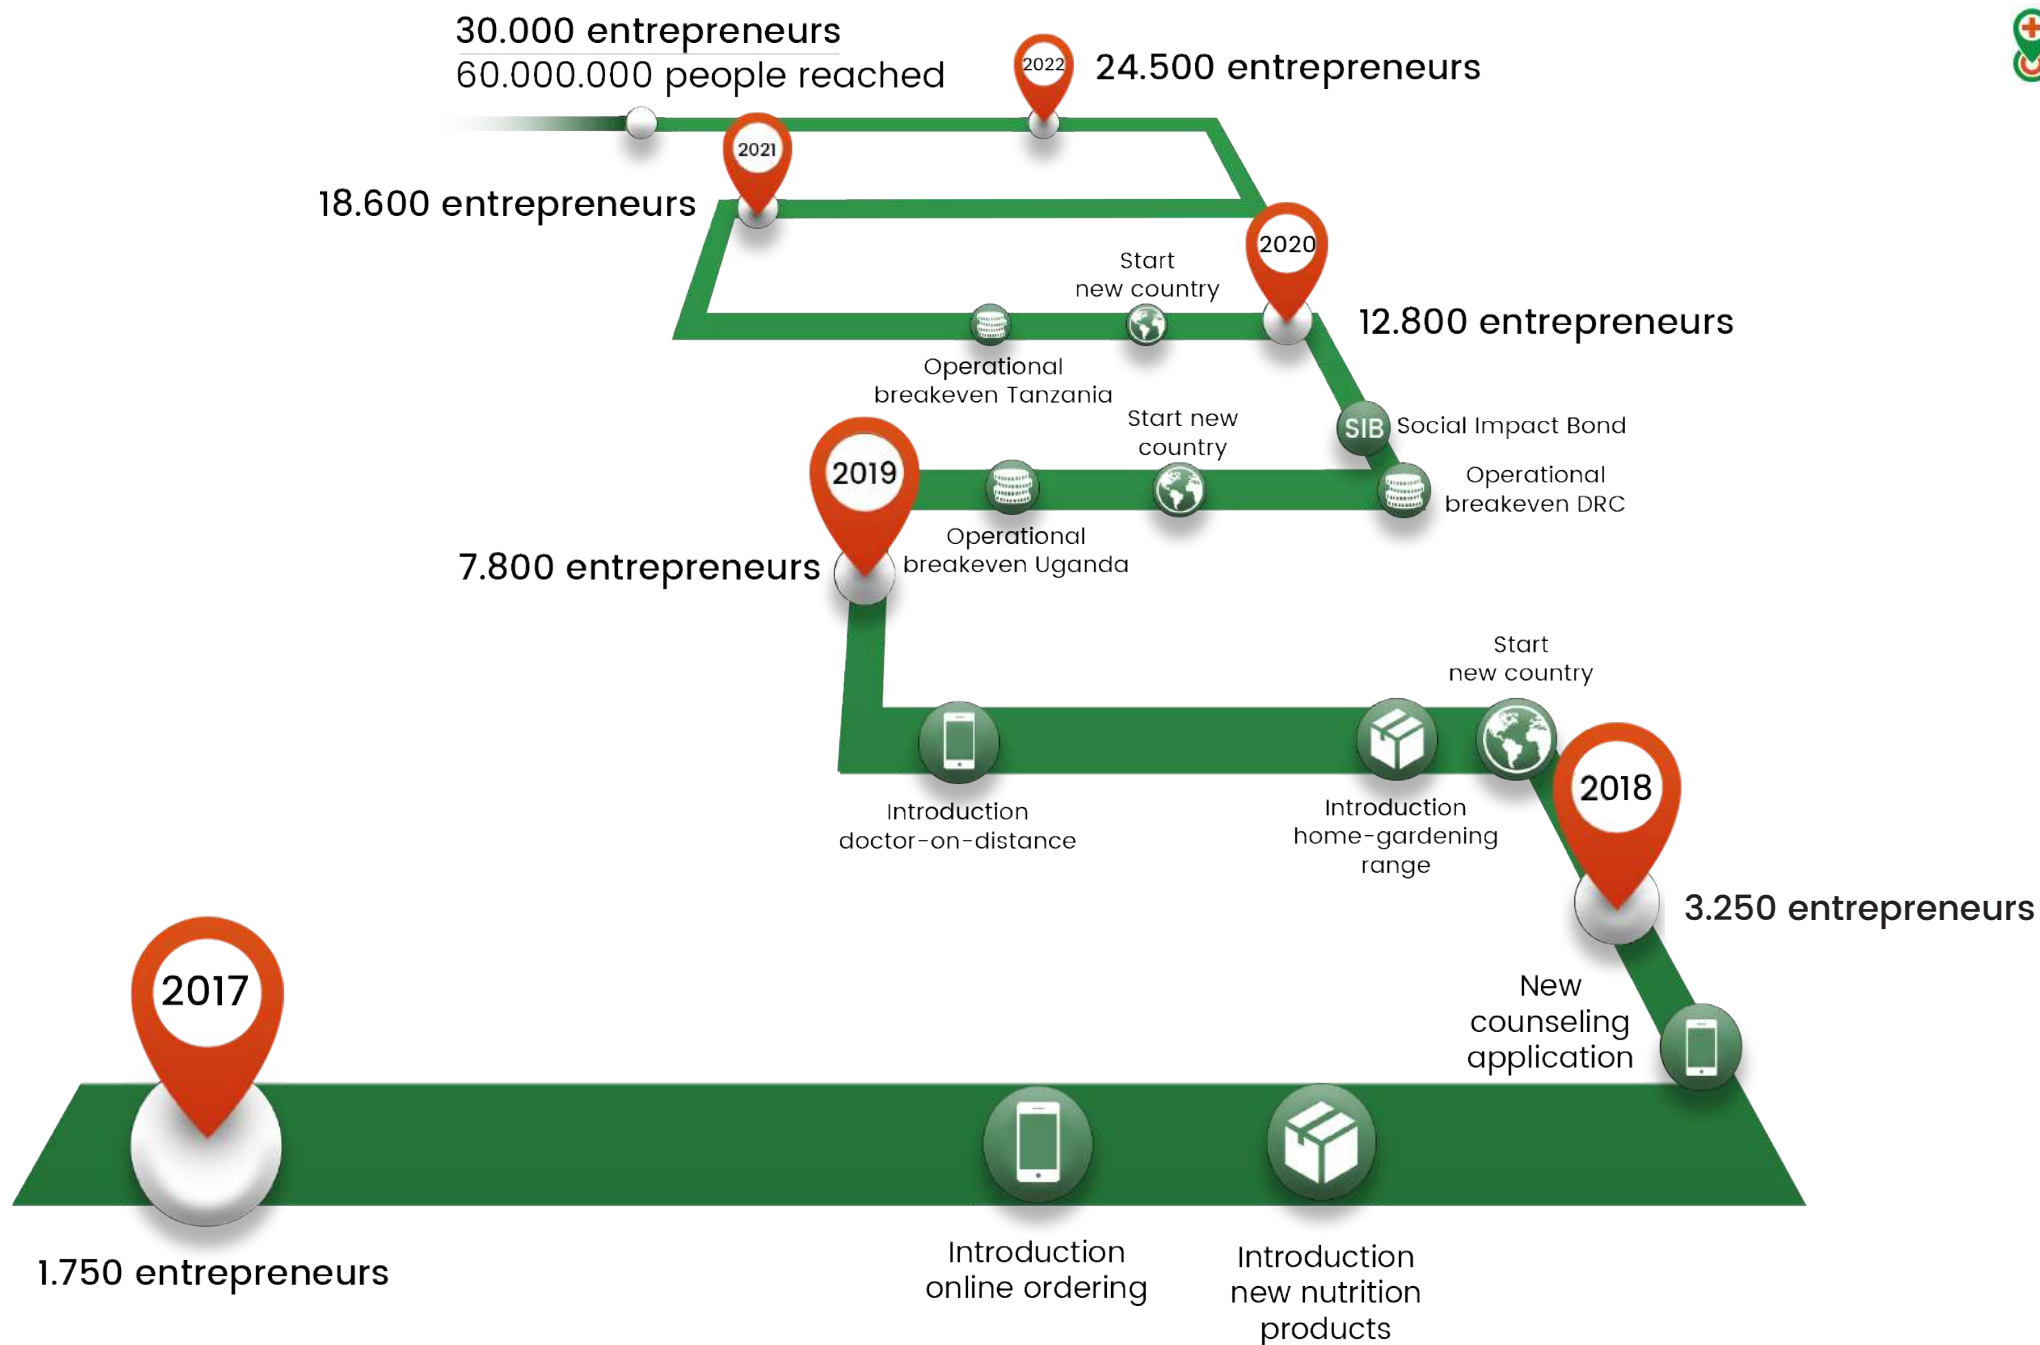 30.000 entrepreneurs
60.000.000 people reached
2022
24.500 entrepreneurs
2021
18.600 entrepreneurs
2020
12.800 entrepreneurs
Start
new country
Operational
breakeven Tanzania
SIB
Social Impact Bond
Start new
country
Operational
breakeven DRC
2019
Operational
breakeven Uganda
7.800 entrepreneurs
Start
new country
Introduction
doctor-on-distance
Introduction
home-gardening
range
2018
3.250 entrepreneurs
New
counseling
application
2017
1.750 entrepreneurs
Introduction
online ordering
Introduction
new nutrition
products